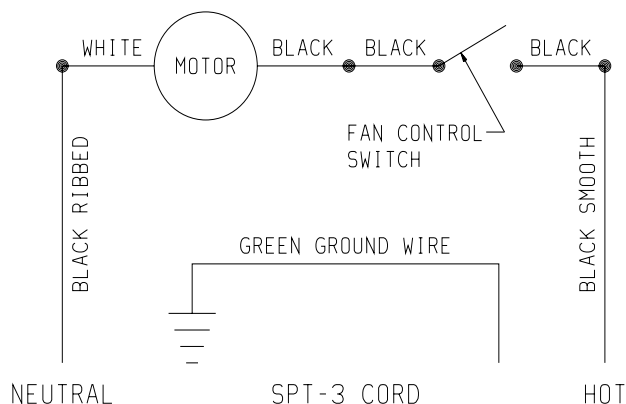 WHITE
MOTOR
BLACK
BLACK
BLACK
FAN CONTROL
SWITCH
BLACK RIBBED
BLACK SMOOTH
GREEN GROUND WIRE
NEUTRAL
SPT-3 CORD
HOT